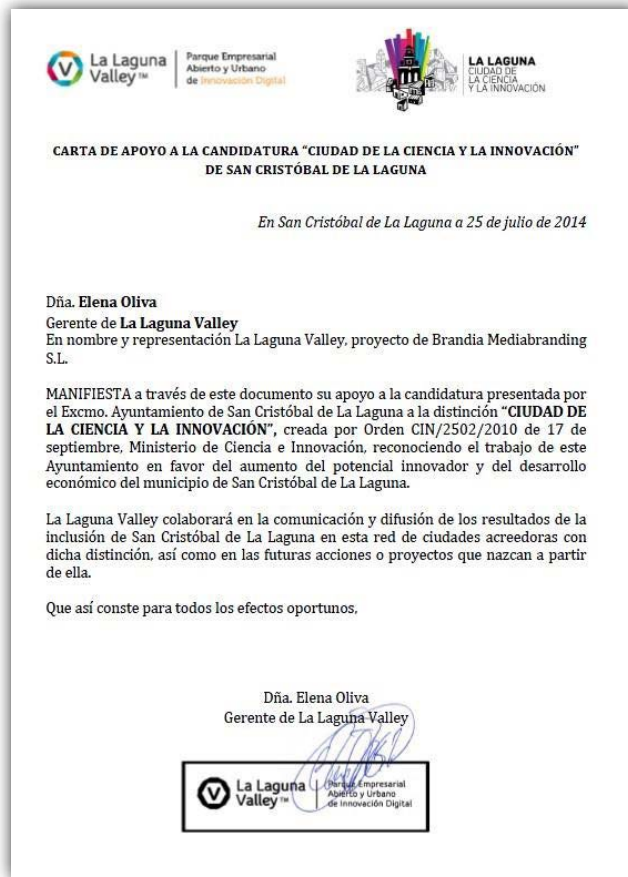 La Laguna
Valley™
Parque Empresarial
Abierto y Urbano
de Innovación Digital
LA LAGUNA
CIUDAD DE
LA CIENCIA
Y LA INNOVACIÓN
CARTA DE APOYO A LA CANDIDATURA “CIUDAD DE LA CIENCIA Y LA INNOVACIÓN”
DE SAN CRISTÓBAL DE LA LAGUNA
En San Cristóbal de La Laguna a 25 de julio de 2014
Dña. Elena Oliva
Gerente de La Laguna Valley
En nombre y representación La Laguna Valley, proyecto de Brandia Mediabranding
S.L.
MANIFIESTA a través de este documento su apoyo a la candidatura presentada por
el Excmo. Ayuntamiento de San Cristóbal de La Laguna a la distinción “CIUDAD DE
LA CIENCIA Y LA INNOVACIÓN”, creada por Orden CIN/2502/2010 de 17 de
septiembre, Ministerio de Ciencia e Innovación, reconociendo el trabajo de este
Ayuntamiento en favor del aumento del potencial innovador y del desarrollo
económico del municipio de San Cristóbal de La Laguna.
La Laguna Valley colaborará en la comunicación y difusión de los resultados de la
inclusión de San Cristóbal de La Laguna en esta red de ciudades acreedoras con
dicha distinción, así como en las futuras acciones o proyectos que nazcan a partir
de ella.
Que así conste para todos los efectos oportunos,
Dña. Elena Oliva
Gerente de La Laguna Valley
La Laguna
Valley™
Parque Empresarial
Abierto y Urbano
de Innovación Digital